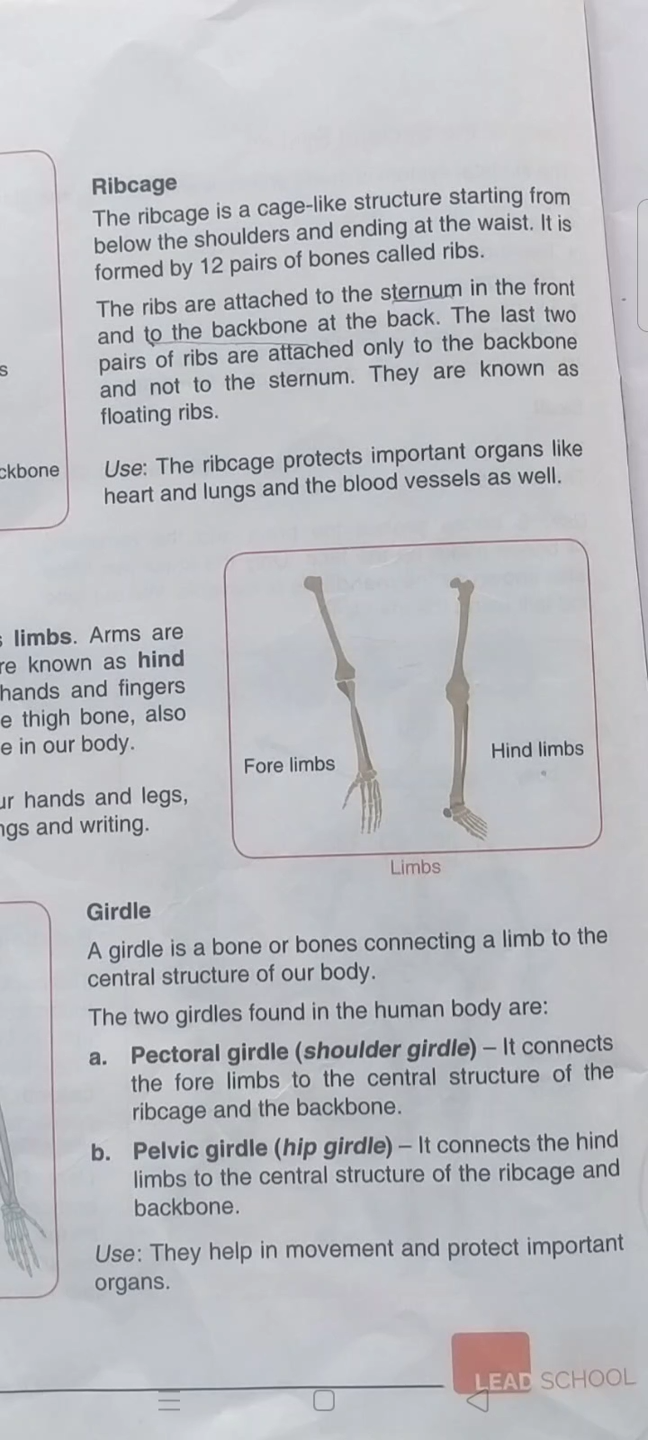 Ribcage
The ribcage is a cage-like structure starting from
below the shoulders and ending at the waist. It is
formed by 12 pairs of bones called ribs.
The ribs are attached to the sternum in the front
and to the backbone at the back. The last two
pairs of ribs are attached only to the backbone
and not to the sternum. They are known as
floating ribs.
s
ckbone
Use: The ribcage protects important organs like
heart and lungs and the blood vessels as well.
s limbs. Arms are
re known as hind
hands and fingers
e thigh bone, also
e in our body.
ur hands and legs,
ngs and writing.
Fore limbs
Hind limbs
Limbs
Girdle
A girdle is a bone or bones connecting a limb to the
central structure of our body.
The two girdles found in the human body are:
a. Pectoral girdle (shoulder girdle) – It connects
the fore limbs to the central structure of the
ribcage and the backbone.
b. Pelvic girdle (hip girdle) – It connects the hind
limbs to the central structure of the ribcage and
backbone.
Use: They help in movement and protect important
organs.
LEAD SCHOOL